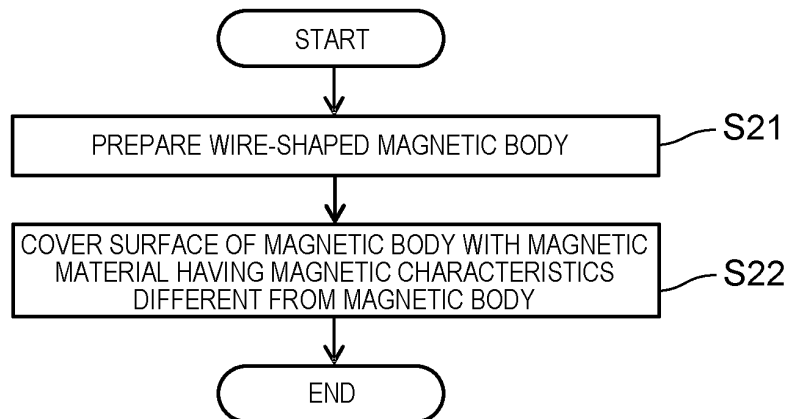 START
PREPARE WIRE-SHAPED MAGNETIC BODY
S21
COVER SURFACE OF MAGNETIC BODY WITH MAGNETIC
MATERIAL HAVING MAGNETIC CHARACTERISTICS
DIFFERENT FROM MAGNETIC BODY
S22
END